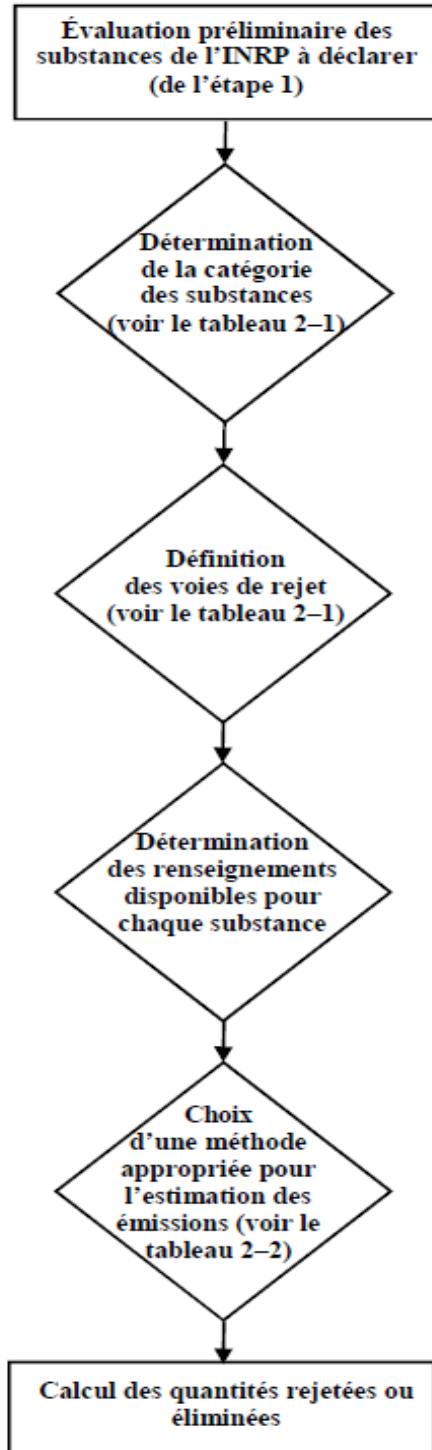 Évaluation préliminaire des
substances de l'INRP à déclarer
(de l'étape 1)
Détermination
de la catégorie
des substances
(voir le tableau 2–1)
Définition
des voies de rejet
(voir le tableau 2–1)
Détermination
des renseignements
disponibles pour
chaque substance
Choix
d'une méthode
appropriée pour
l'estimation des
émissions (voir le
tableau 2–2)
Calcul des quantités rejetées ou
éliminées